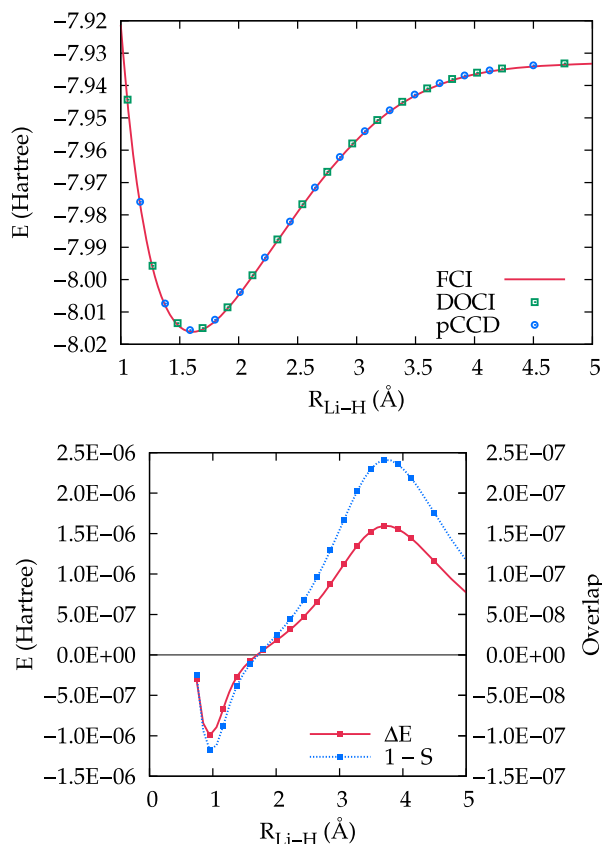 −7.92
−7.93
−7.94
−7.95
−7.96
−7.97
−7.98
−7.99
−8.00
−8.01
−8.02
E (Hartree)
FCI
DOCI
pCCD
1 1.5 2 2.5 3 3.5 4 4.5 5
R Li–H (Å)
2.5E−06 2.5E−07
2.0E−06 2.0E−07
1.5E−06 1.5E−07
1.0E−06 1.0E−07
5.0E−07 5.0E−08
0.0E+00 0.0E+00
−5.0E−07 −5.0E−08
−1.0E−06 −1.0E−07
−1.5E−06 −1.5E−07
E (Hartree)
Overlap
ΔE
1 − S
0 1 2 3 4 5
R Li–H (Å)